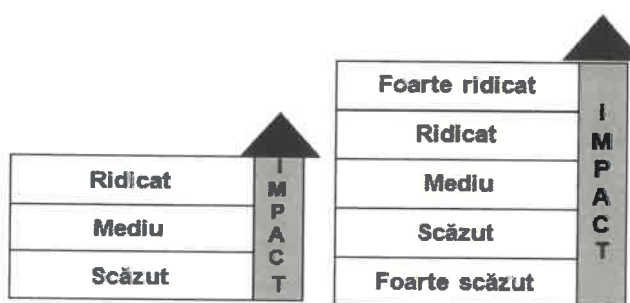 Ridicat
Mediu
Scăzut
IMPACT
Foarte ridicat
Ridicat
Mediu
Scăzut
Foarte scăzut
IMPACT